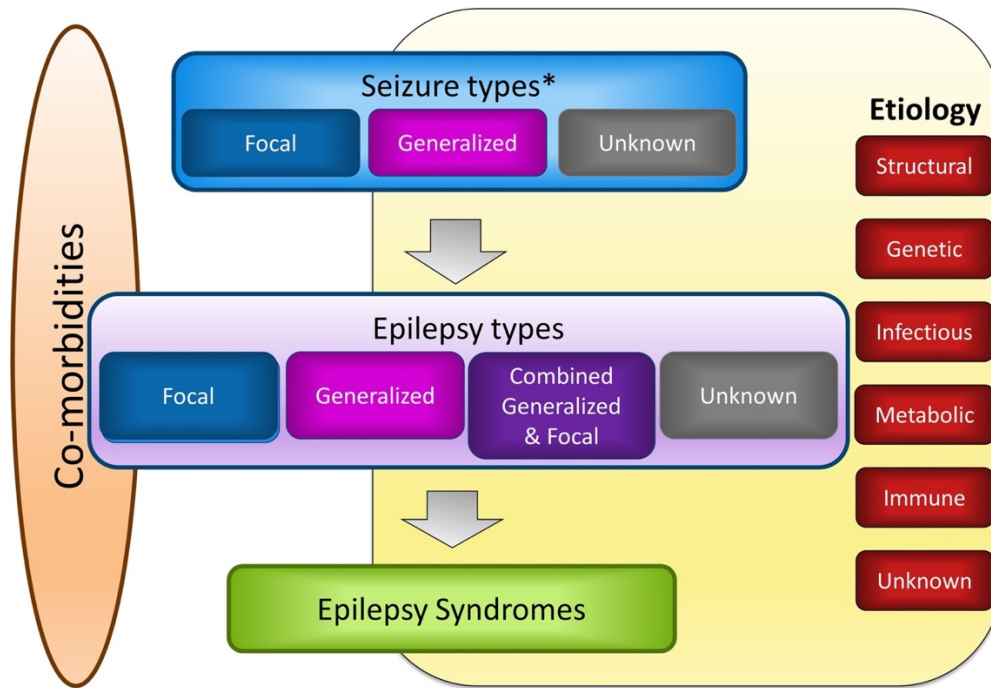 Co-morbidities
Seizure types*
Focal
Generalized
Unknown
Epilepsy types
Focal
Generalized
Combined
Generalized
& Focal
Unknown
Epilepsy Syndromes
Etiology
Structural
Genetic
Infectious
Metabolic
Immune
Unknown